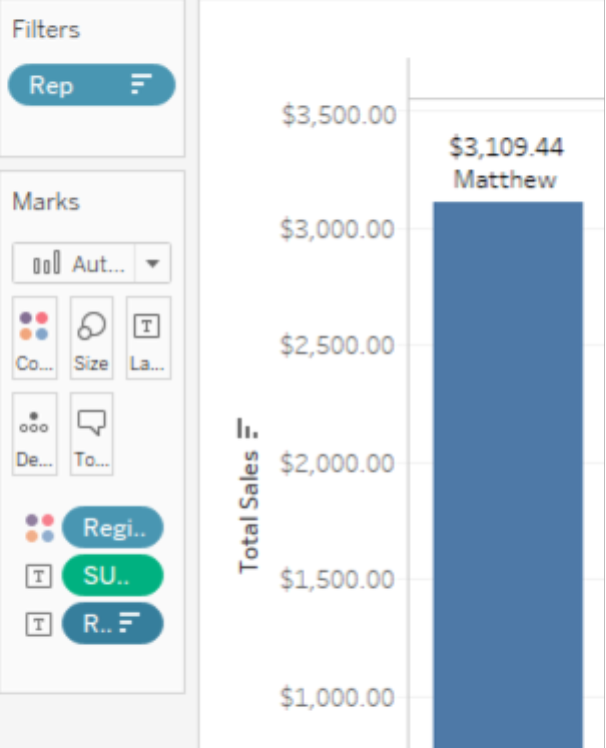 Filters
Rep
Marks
Aut...
Co...
Size
T
La...
De...
To...
Regi..
T
SU..
T
R..
Total Sales
$3,500.00
$3,000.00
$2,500.00
$2,000.00
$1,500.00
$1,000.00
$3,109.44
Matthew